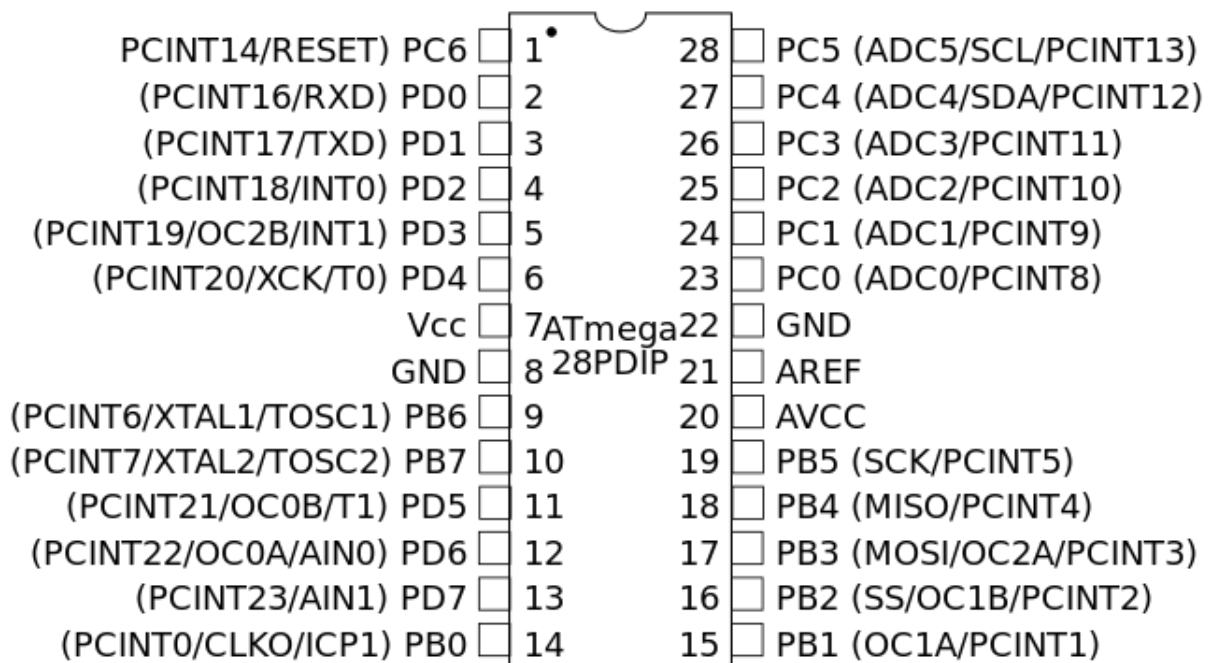 PCINT14/RESET) PC6 1 28 PC5 (ADC5/SCL/PCINT13)
(PCINT16/RXD) PD0 2 27 PC4 (ADC4/SDA/PCINT12)
(PCINT17/TXD) PD1 3 26 PC3 (ADC3/PCINT11)
(PCINT18/INT0) PD2 4 25 PC2 (ADC2/PCINT10)
(PCINT19/OC2B/INT1) PD3 5 24 PC1 (ADC1/PCINT9)
(PCINT20/XCK/T0) PD4 6 23 PC0 (ADC0/PCINT8)
Vcc 7 ATmega 22 GND
GND 8 28PDIP 21 AREF
(PCINT6/XTAL1/TOSC1) PB6 9 20 AVCC
(PCINT7/XTAL2/TOSC2) PB7 10 19 PB5 (SCK/PCINT5)
(PCINT21/OC0B/T1) PD5 11 18 PB4 (MISO/PCINT4)
(PCINT22/OC0A/AIN0) PD6 12 17 PB3 (MOSI/OC2A/PCINT3)
(PCINT23/AIN1) PD7 13 16 PB2 (SS/OC1B/PCINT2)
(PCINT0/CLKO/ICP1) PB0 14 15 PB1 (OC1A/PCINT1)